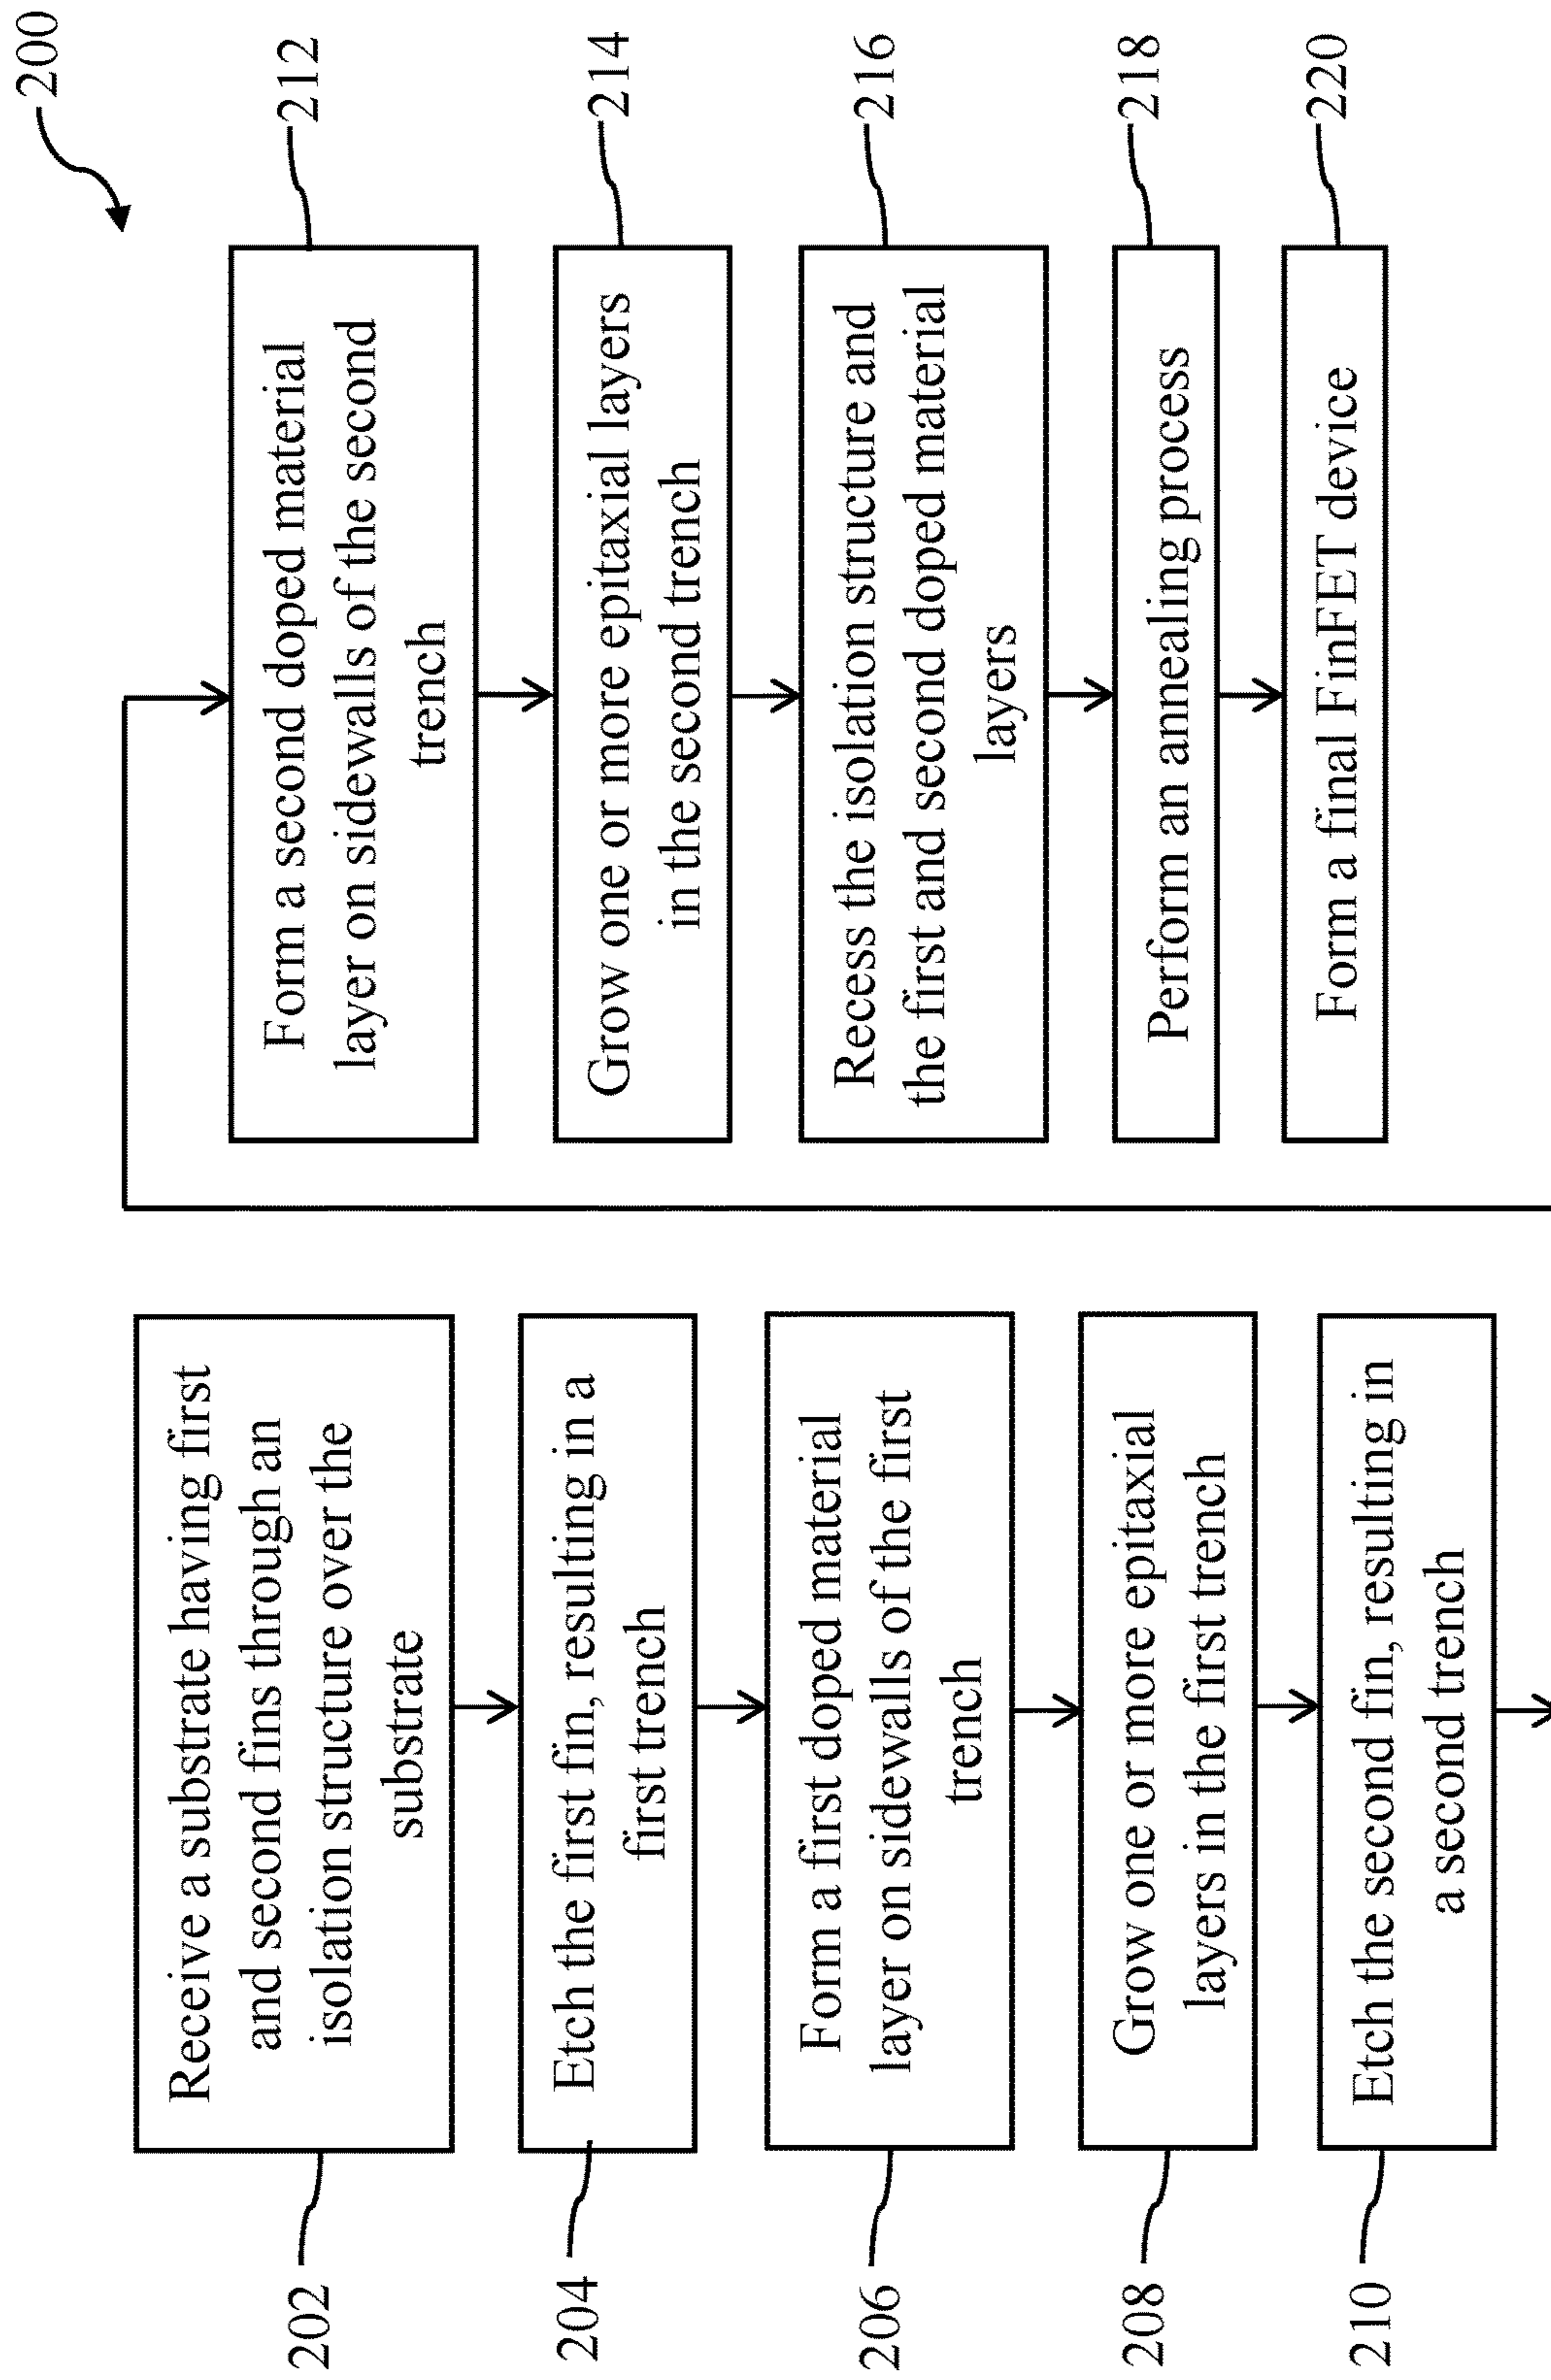 200
202
Receive a substrate having first
and second fins through an
isolation structure over the
substrate
204
Etch the first fin, resulting in a
first trench
206
Form a first doped material
layer on sidewalls of the first
trench
208
Grow one or more epitaxial
layers in the first trench
210
Etch the second fin, resulting in
a second trench
212
Form a second doped material
layer on sidewalls of the second
trench
214
Grow one or more epitaxial layers
in the second trench
216
Recess the isolation structure and
the first and second doped material
layers
218
Perform an annealing process
220
Form a final FinFET device